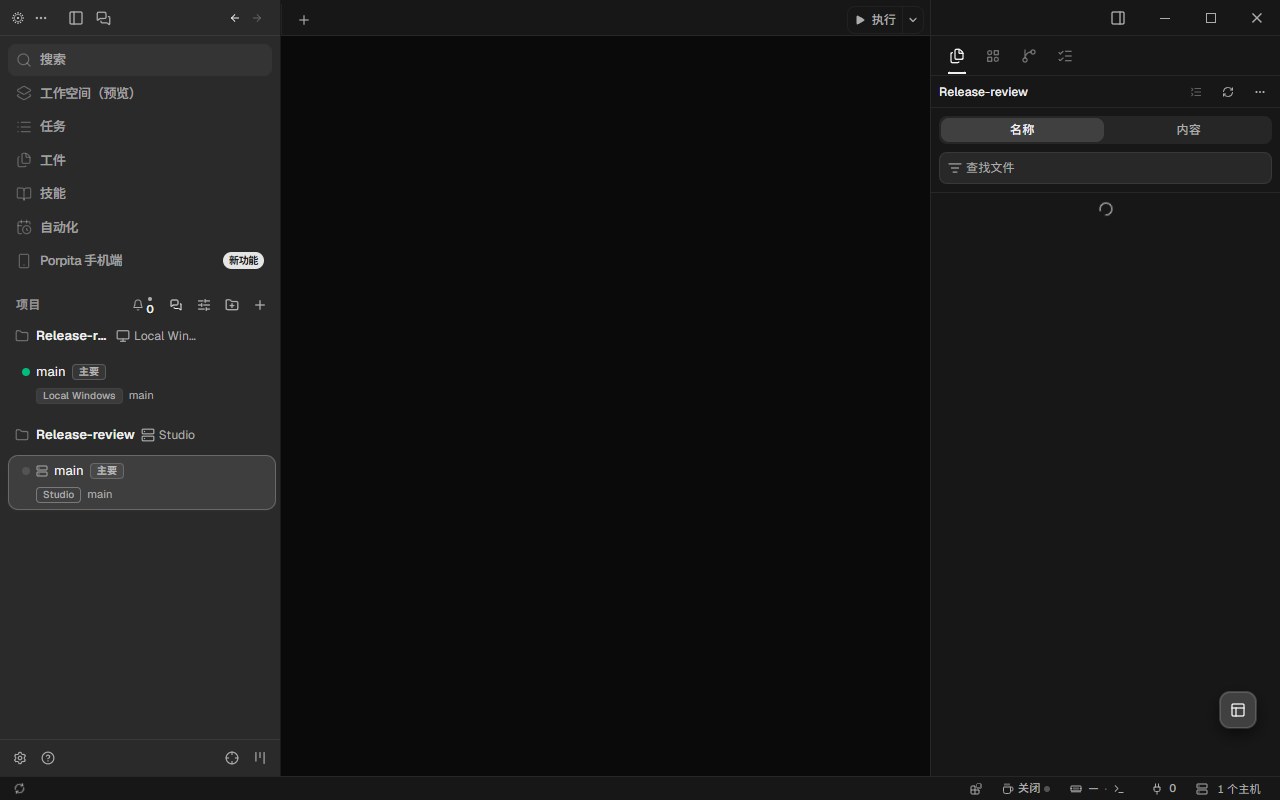 执行
搜索
工作空间（预览）
任务
工件
技能
自动化
Porpita 手机端 新功能
项目 0
Release-r... Local Win...
main 主要
Local Windows main
Release-review Studio
main 主要
Studio main
Release-review
名称 内容
查找文件
关闭 0 1 个主机